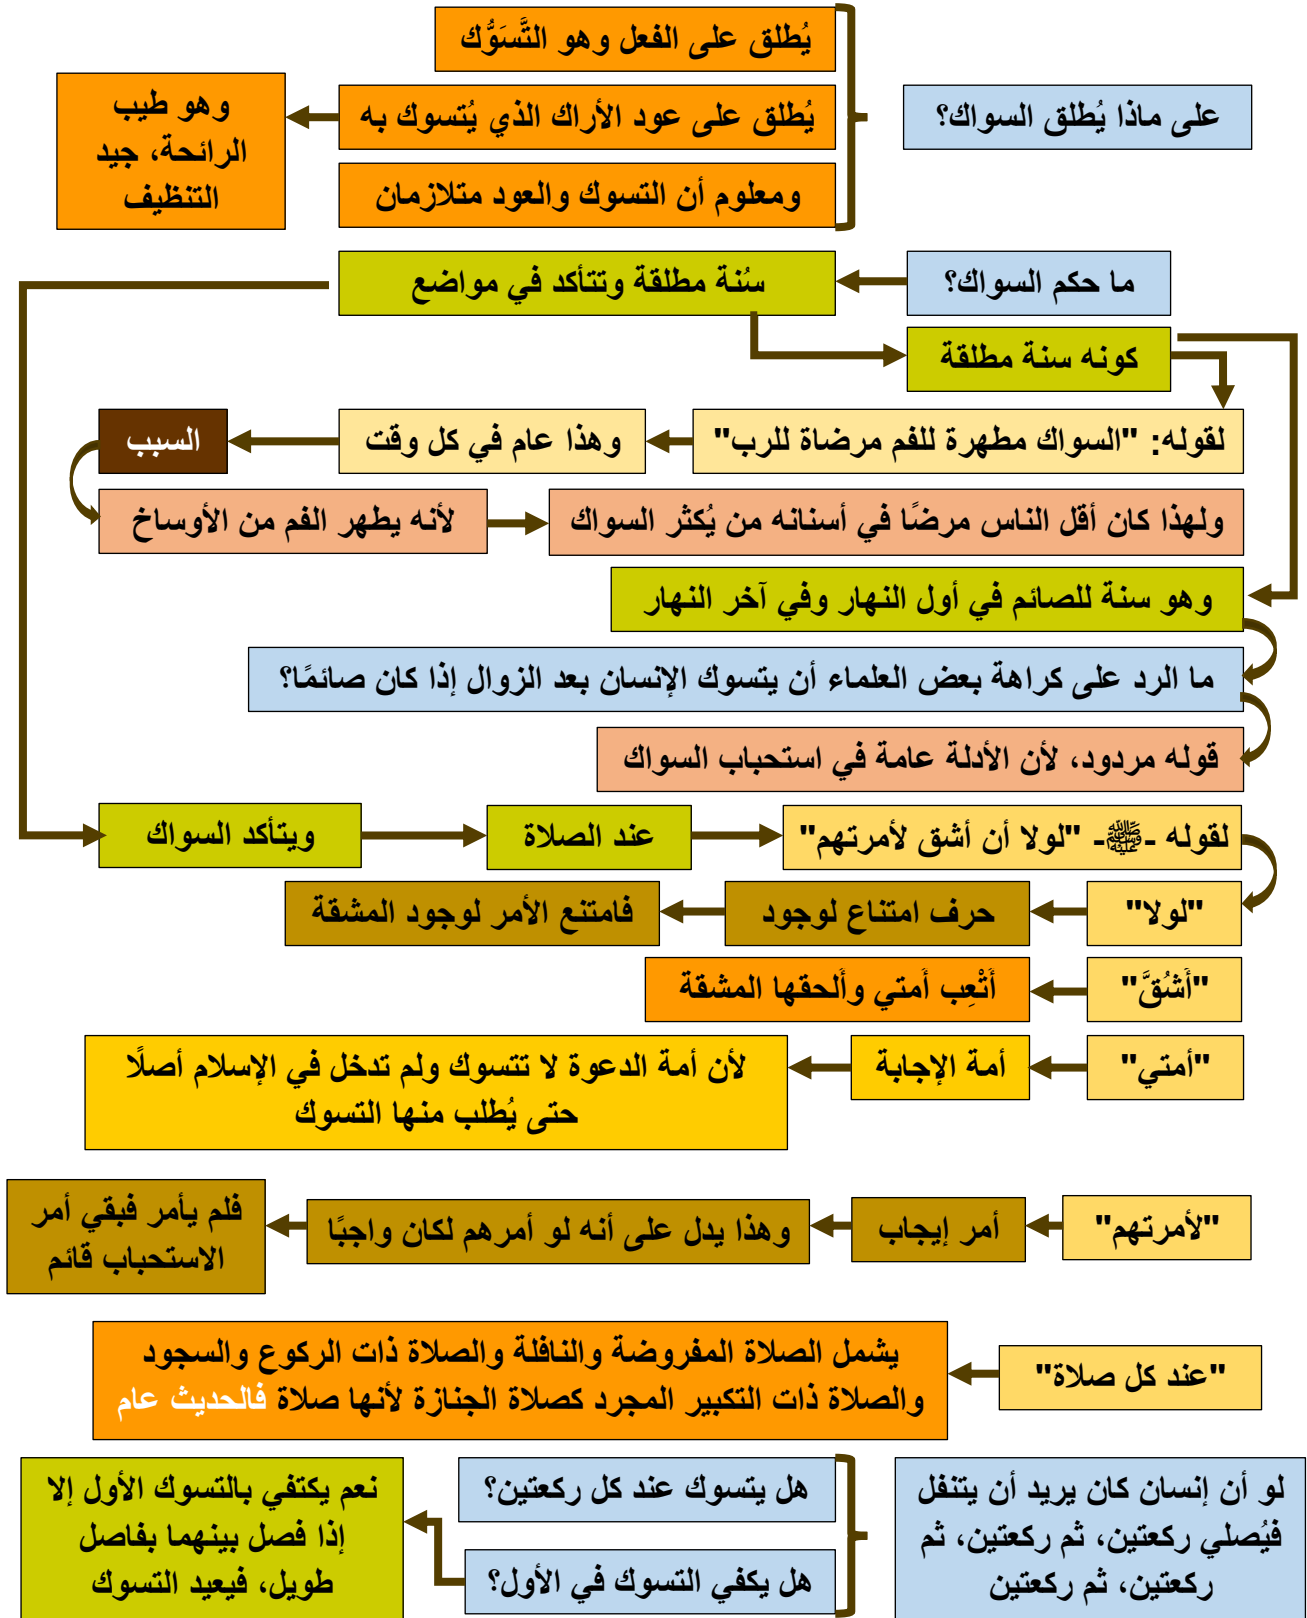 على ماذا يُطلق السواك؟
يُطلق على الفعل وهو التَّسَوُّك
يُطلق على عود الأراك الذي يُتسوك به
وهو طيب
الرائحة، جيد
التنظيف
ومعلوم أن التسوك والعود متلازمان
ما حكم السواك؟
سُنة مطلقة وتتأكد في مواضع
كونه سنة مطلقة
لقوله: "السواك مطهرة للفم مرضاة للرب"
وهذا عام في كل وقت
السبب
لأنه يطهر الفم من الأوساخ
ولهذا كان أقل الناس مرضًا في أسنانه من يُكثر السواك
وهو سنة للصائم في أول النهار وفي آخر النهار
ما الرد على كراهة بعض العلماء أن يتسوك الإنسان بعد الزوال إذا كان صائمًا؟
قوله مردود، لأن الأدلة عامة في استحباب السواك
ويتأكد السواك
عند الصلاة
لقوله -ﷺ- "لولا أن أشق لأمرتهم"
"لولا"
حرف امتناع لوجود
فامتنع الأمر لوجود المشقة
"أَشُقَّ"
أَتْعِب أمتي وأُلحقها المشقة
"أمتي"
أمة الإجابة
لأن أمة الدعوة لا تتسوك ولم تدخل في الإسلام أصلًا
حتى يُطلب منها التسوك
"لأمرتهم"
أمر إيجاب
وهذا يدل على أنه لو أمرهم لكان واجبًا
فلم يأمر فبقي أمر
الاستحباب قائم
"عند كل صلاة"
يشمل الصلاة المفروضة والنافلة والصلاة ذات الركوع والسجود
والصلاة ذات التكبير المجرد كصلاة الجنازة لأنها صلاة فالحديث عام
لو أن إنسان كان يريد أن يتنفل
فيُصلي ركعتين، ثم ركعتين، ثم
ركعتين، ثم ركعتين
هل يتسوك عند كل ركعتين؟
هل يكفي التسوك في الأول؟
نعم يكتفي بالتسوك الأول إلا
إذا فصل بينهما بفاصل
طويل، فيعيد التسوك